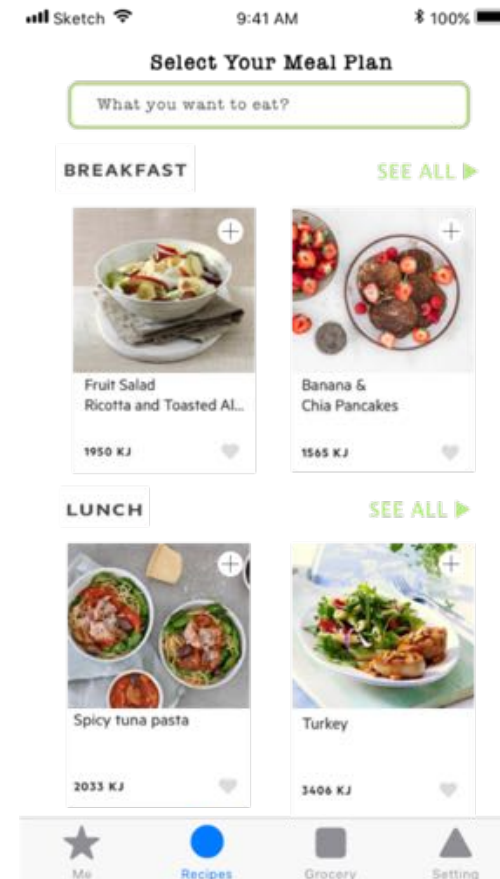 Sketch 9:41 AM 100%
Select Your Meal Plan
What you want to eat?
BREAKFAST SEE ALL
Fruit Salad
Ricotta and Toasted Al...
1950 KJ
Banana &
Chia Pancakes
1565 KJ
LUNCH SEE ALL
Spicy tuna pasta
2033 KJ
Turkey
3406 KJ
Me Recipes Grocery Setting